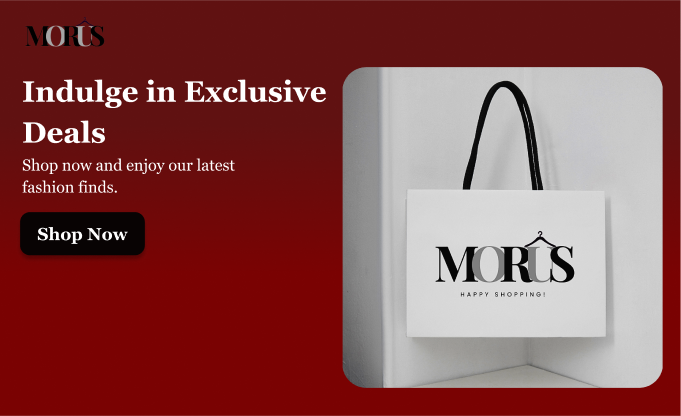 MORUS
Indulge in Exclusive
Deals
Shop now and enjoy our latest
fashion finds.
Shop Now
MORUS
HAPPY SHOPPING!